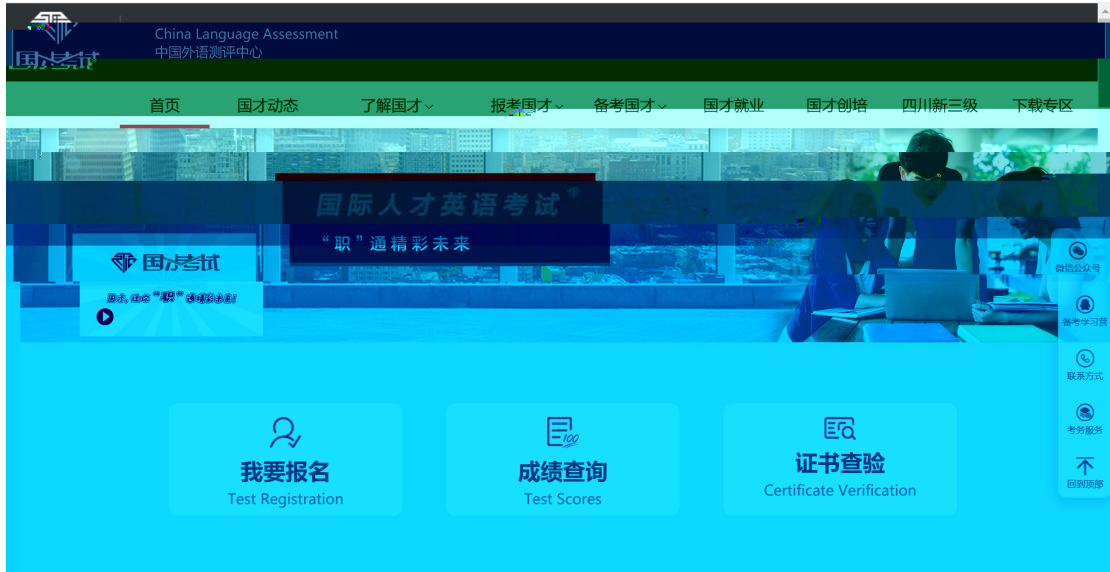 China Language Assessment
中国外语测评中心
国才考试
首页 国才动态 了解国才 报考国才 备考国才 国才就业 国才创培 四川新三级 下载专区
国际人才英语考试
“职”通精彩未来
国才考试
微信公众号
备考学习营
联系方式
考务服务
回到顶部
100
我要报名
Test Registration
成绩查询
Test Scores
证书查验
Certificate Verification